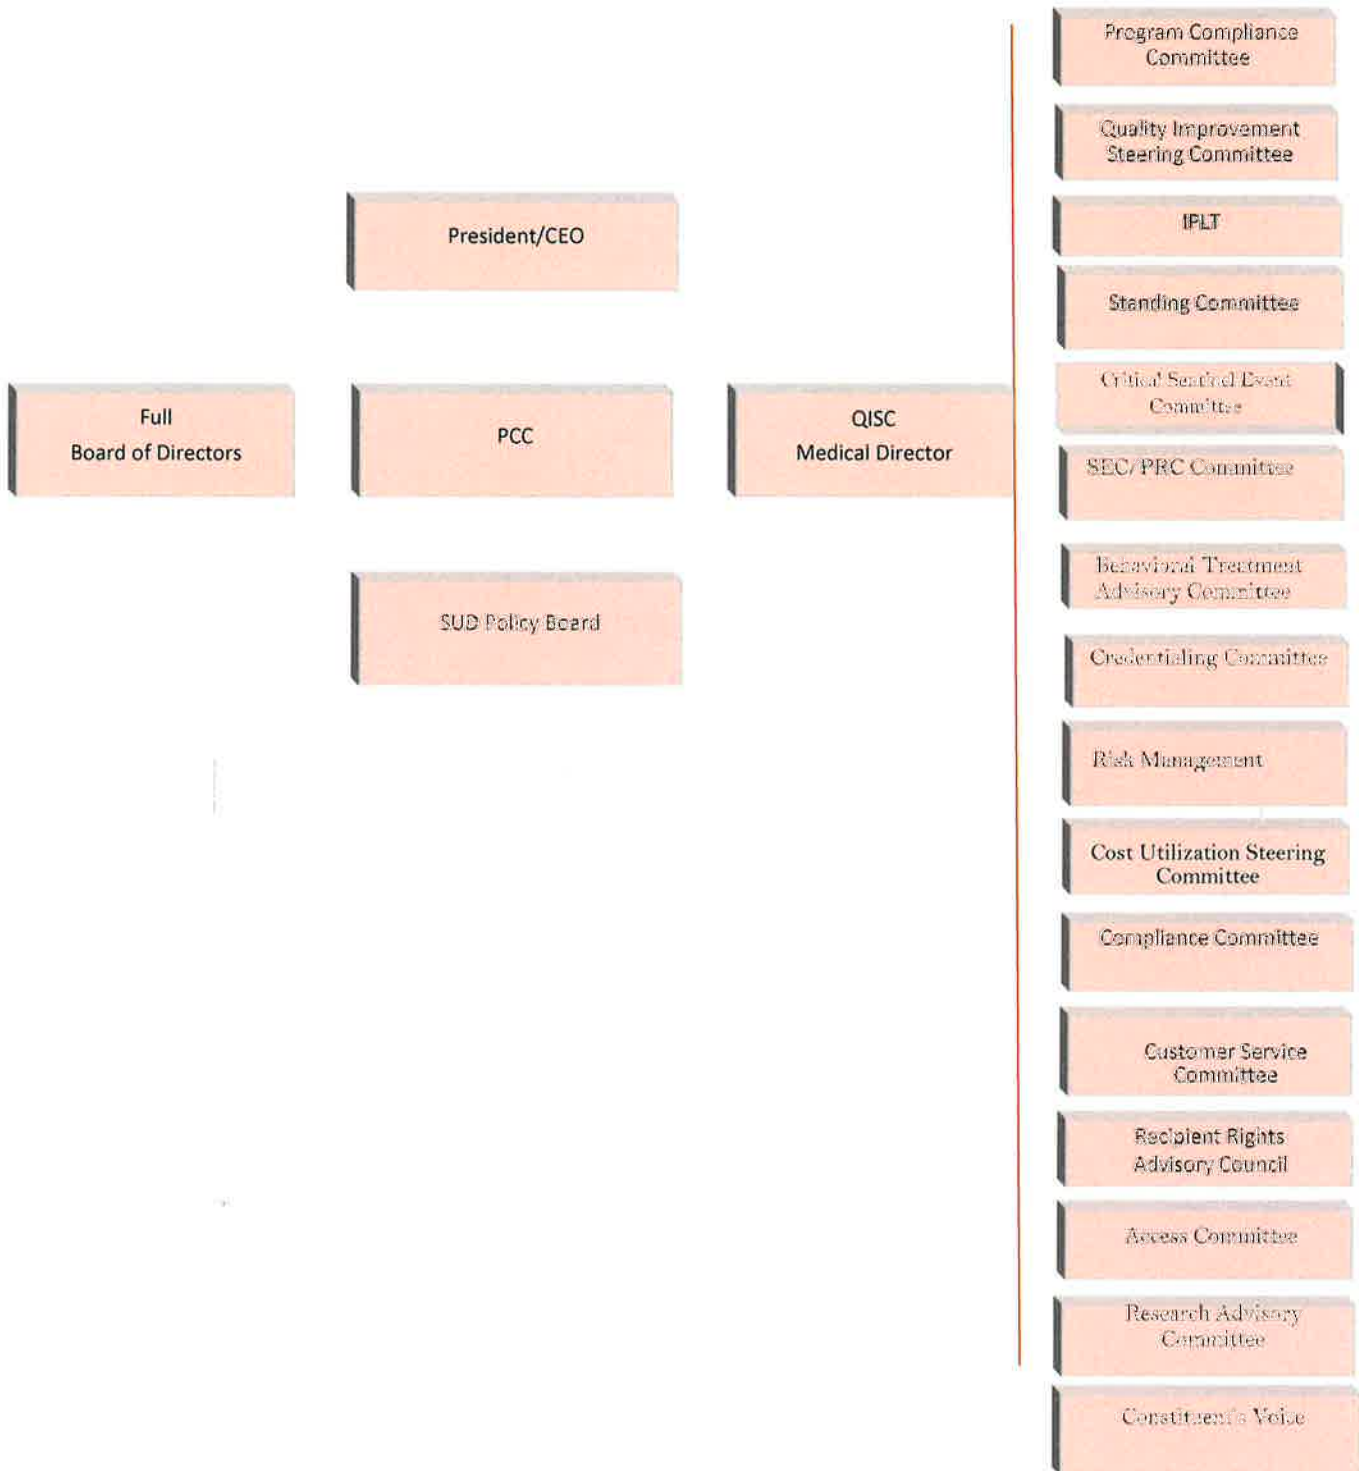 Full
Board of Directors
President/CEO
PCC
SUD Policy Board
QISC
Medical Director
Program Compliance
Committee
Quality Improvement
Steering Committee
IPLT
Standing Committee
Critical Sentinel Event
Committee
SEC/ PRC Committee
Behavioral Treatment
Advisory Committee
Credentialing Committee
Risk Management
Cost Utilization Steering
Committee
Compliance Committee
Customer Service
Committee
Recipient Rights
Advisory Council
Access Committee
Research Advisory
Committee
Constituent's Voice